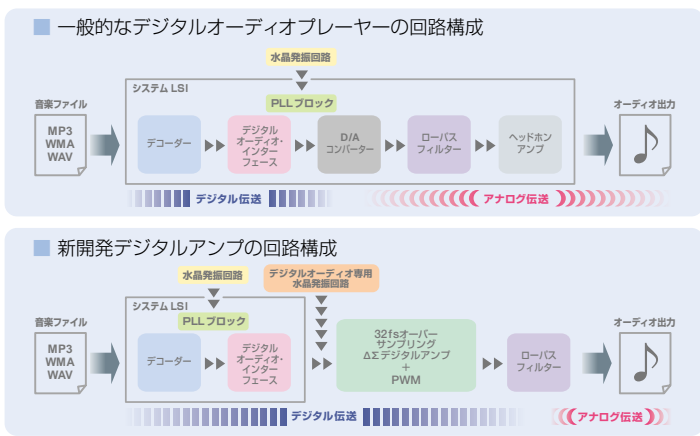 一般的なデジタルオーディオプレーヤーの回路構成
水晶発振回路
システムLSI
PLLブロック
音楽ファイル
MP3
WMA
WAV
デコーダー
デジタル
オーディオ・
インター
フェース
D/A
コンバーター
ローパス
フィルター
ヘッドホン
アンプ
オーディオ出力
デジタル伝送
アナログ伝送
新開発デジタルアンプの回路構成
水晶発振回路
デジタルオーディオ専用
水晶発振回路
システムLSI
PLLブロック
音楽ファイル
MP3
WMA
WAV
デコーダー
デジタル
オーディオ・
インター
フェース
32fsオーバー
サンプリング
ΔΣデジタルアンプ
+
PWM
ローパス
フィルター
オーディオ出力
デジタル伝送
アナログ伝送